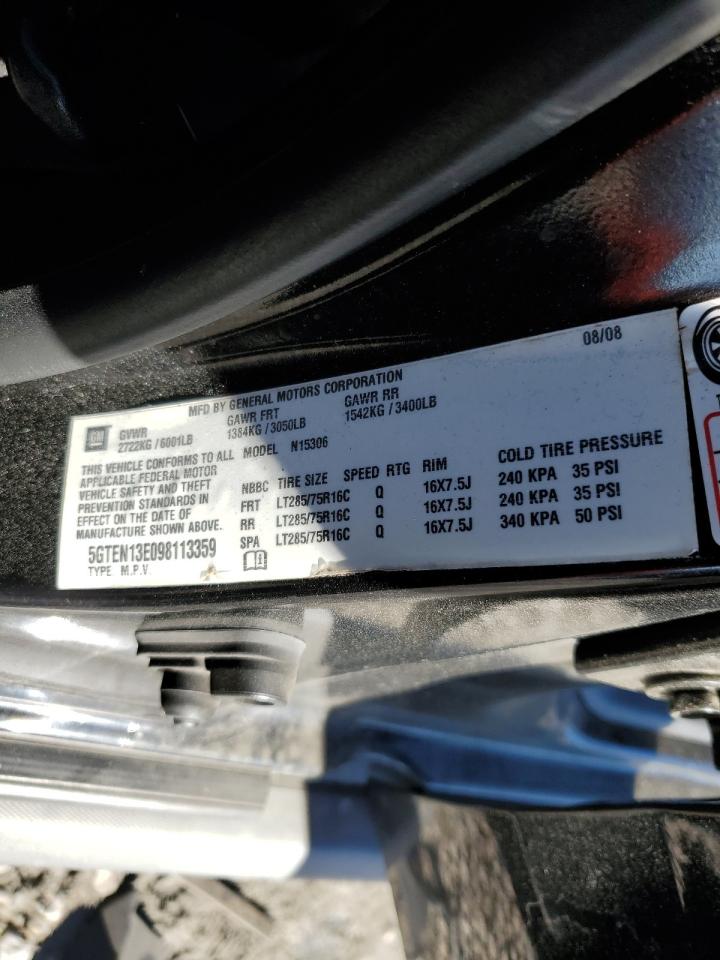 08/08
MFD BY GENERAL MOTORS CORPORATION
GM
GVWR GAWR FRT GAWR RR
2722KG / 6001LB 1384KG / 3050LB 1542KG / 3400LB
THIS VEHICLE CONFORMS TO ALL MODEL N15306
APPLICABLE FEDERAL MOTOR
VEHICLE SAFETY AND THEFT
PREVENTION STANDARDS IN
EFFECT ON THE DATE OF
MANUFACTURE SHOWN ABOVE.
5GTEN13E098113359
TYPE M.P.V.
NBBC TIRE SIZE SPEED RTG RIM COLD TIRE PRESSURE
FRT LT285/75R16C Q 16X7.5J 240 KPA 35 PSI
RR LT285/75R16C Q 16X7.5J 240 KPA 35 PSI
SPA LT285/75R16C Q 16X7.5J 340 KPA 50 PSI